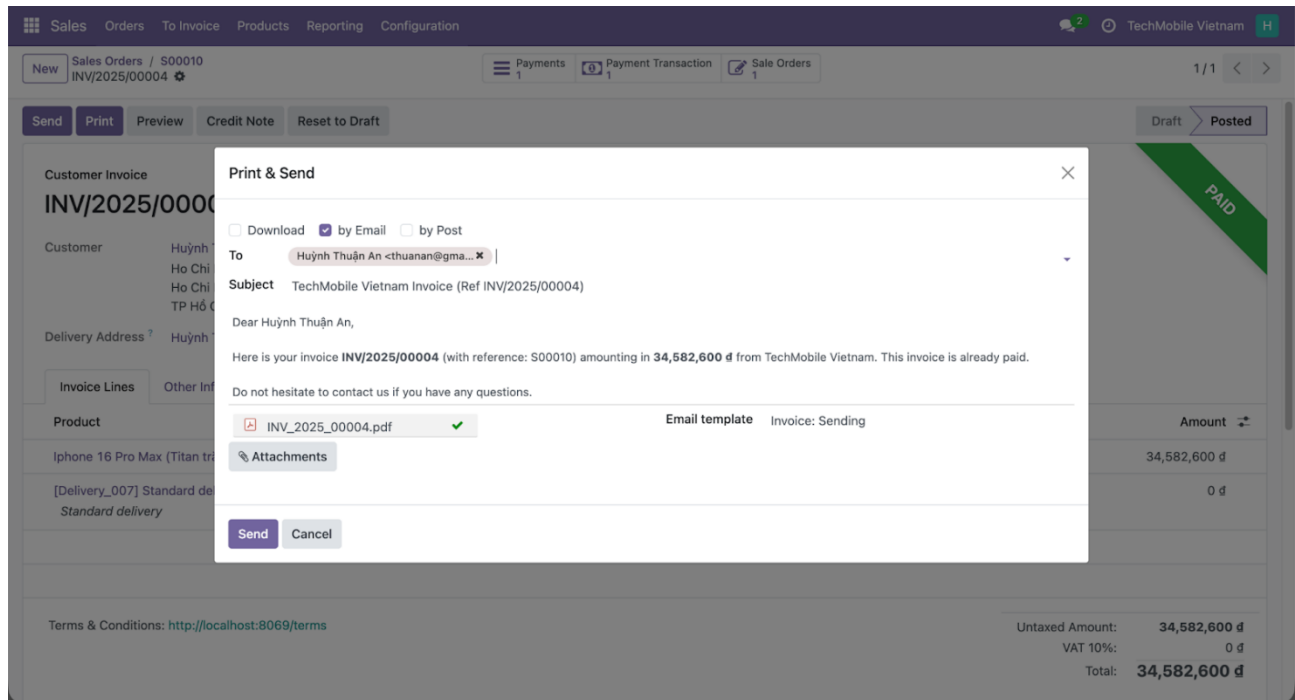 Sales Orders To Invoice Products Reporting Configuration 2 TechMobile Vietnam H
New Sales Orders / S00010
INV/2025/00004
Payments 1 Payment Transaction 1 Sale Orders 1 1/1
Send Print Preview Credit Note Reset to Draft Draft Posted
PAID
Customer Invoice
INV/2025/0000
Customer Huỳnh
Ho Chi
Ho Chi
TP Hồ
Delivery Address ? Huỳnh
Invoice Lines Other Inf
Product Amount
Iphone 16 Pro Max (Titan 34,582,600 ₫
[Delivery_007] Standard 0 ₫
Standard delivery
Print & Send
Download by Email by Post
To Huỳnh Thuận An <thuanan@gma...
Subject TechMobile Vietnam Invoice (Ref INV/2025/00004)
Dear Huỳnh Thuận An,
Here is your invoice INV/2025/00004 (with reference: S00010) amounting in 34,582,600 ₫ from TechMobile Vietnam. This invoice is already paid.
Do not hesitate to contact us if you have any questions.
INV_2025_00004.pdf Email template Invoice: Sending
Attachments
Send Cancel
Terms & Conditions: http://localhost:8069/terms
Untaxed Amount: 34,582,600 ₫
VAT 10%: 0 ₫
Total: 34,582,600 ₫